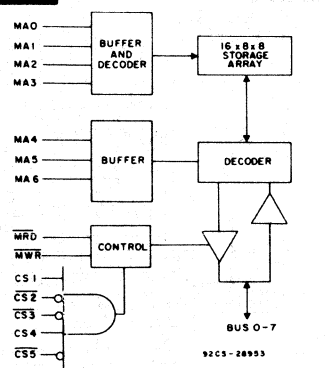 MA0
MA1
MA2
MA3
BUFFER
AND
DECODER
16 x 8 x 8
STORAGE
ARRAY
MA4
MA5
MA6
BUFFER
DECODER
MRD
MWR
CONTROL
CS1
CS2
CS3
CS4
CS5
BUS 0-7
92CS-28953